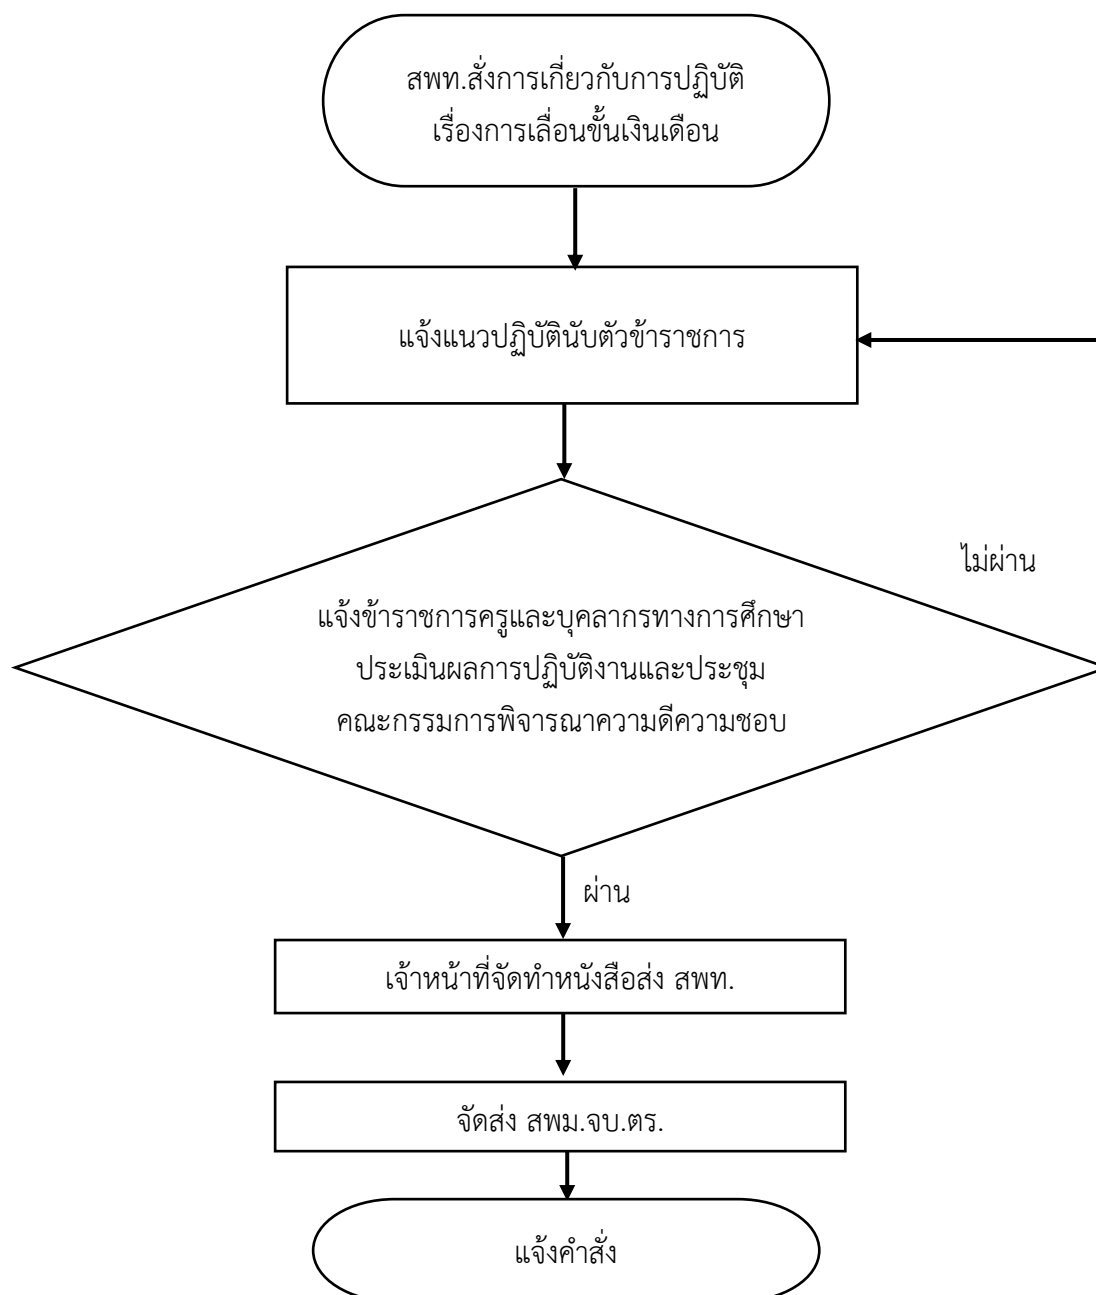 สพท.สั่งการเกี่ยวกับการปฏิบัติ
เรื่องการเลื่อนขั้นเงินเดือน
แจ้งแนวปฏิบัตินับตัวข้าราชการ
ไม่ผ่าน
แจ้งข้าราชการครูและบุคลากรทางการศึกษา
ประเมินผลการปฏิบัติงานและประชุม
คณะกรรมการพิจารณาความดีความชอบ
ผ่าน
เจ้าหน้าที่จัดทำหนังสือส่ง สพท.
จัดส่ง สพม.จบ.ตร.
แจ้งคำสั่ง